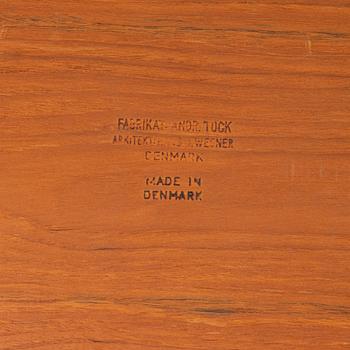 FABRIKAT: ANDR. TUCK
ARKITEKT: WEGNER
DENMARK
MADE IN
DENMARK